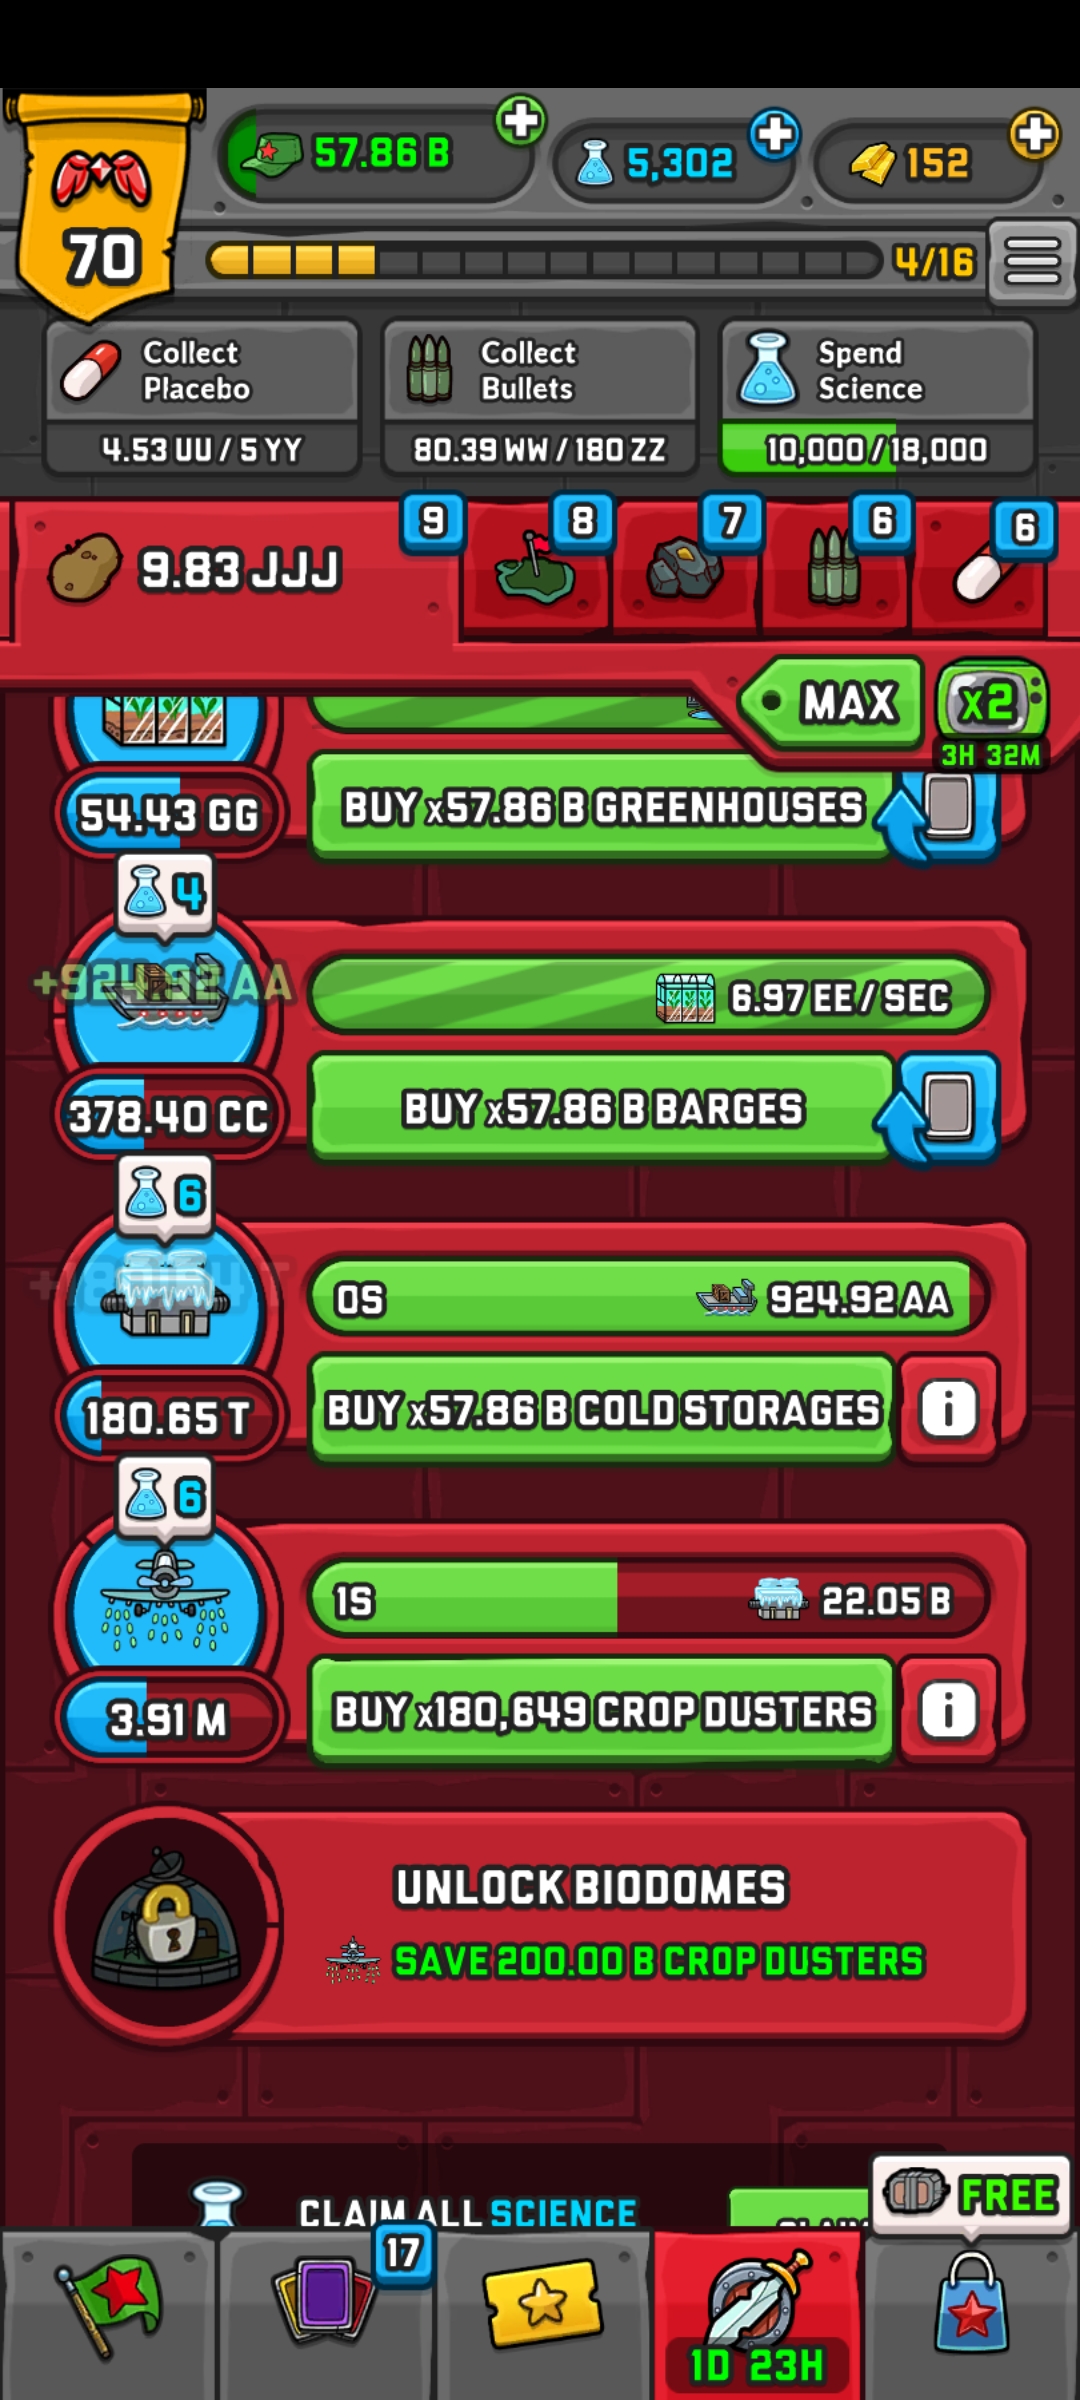 57.86 B
5,302
152
70
4/16
Collect
Placebo
4.53 UU / 5 YY
Collect
Bullets
80.39 WW / 180 ZZ
Spend
Science
10,000 / 18,000
9.83 JJJ
9
8
7
6
6
MAX
x2
3H 32M
54.43 GG
BUY x57.86 B GREENHOUSES
4
+924.92 AA
6.97 EE / SEC
378.40 CC
BUY x57.86 B BARGES
6
0S
924.92 AA
180.65 T
BUY x57.86 B COLD STORAGES
i
6
1S
22.05 B
3.91 M
BUY x180,649 CROP DUSTERS
i
UNLOCK BIODOMES
SAVE 200.00 B CROP DUSTERS
CLAIM ALL SCIENCE
FREE
17
1D 23H